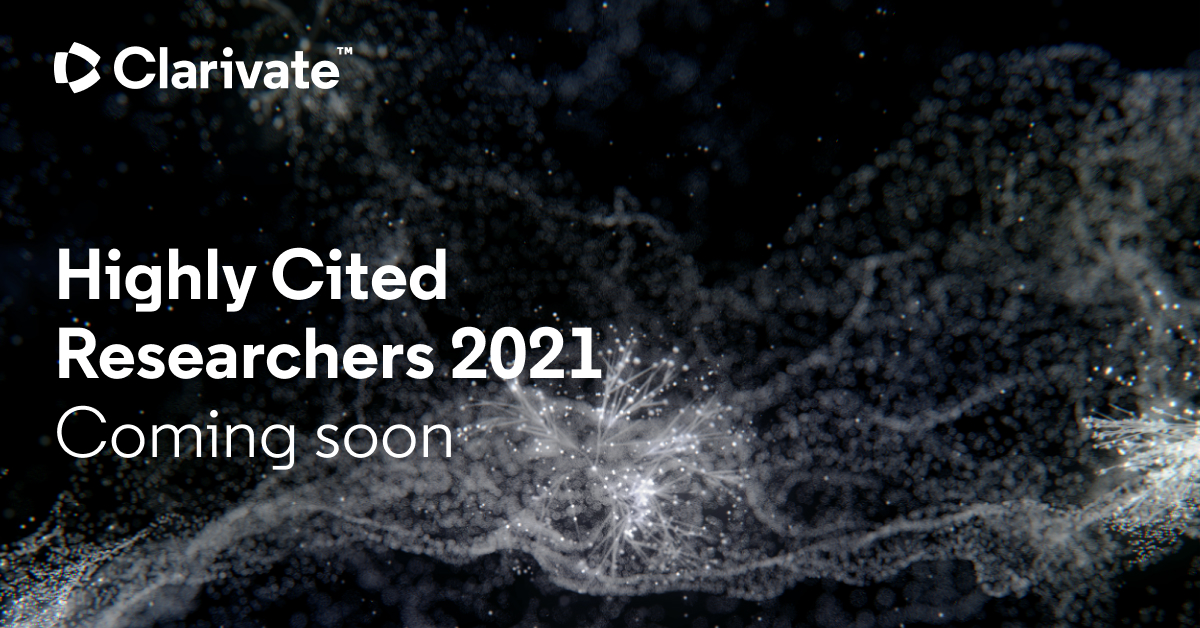 Clarivate™
Highly Cited
Researchers 2021
Coming soon